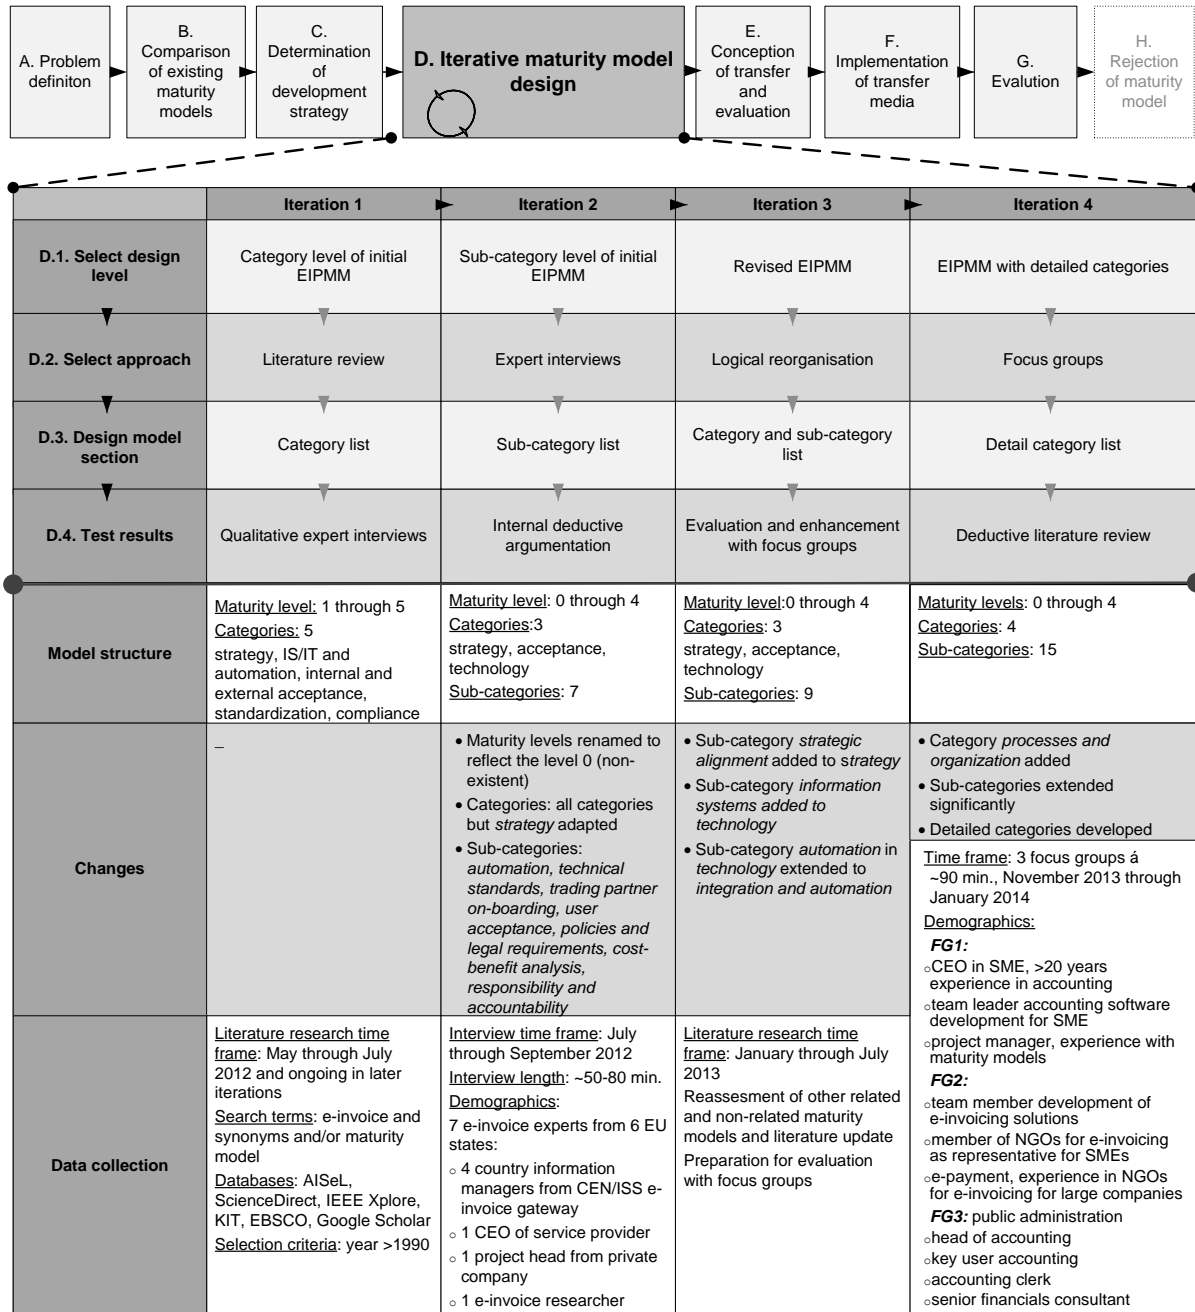 A. Problem
definiton
B.
Comparison
of existing
maturity
models
C.
Determination
of
development
strategy
D. Iterative maturity model
design
E.
Conception
of transfer
and
evaluation
F.
Implementation
of transfer
media
G.
Evalution
H.
Rejection
of maturity
model
Iteration 1
Iteration 2
Iteration 3
Iteration 4
D.1. Select design
level
Category level of initial
EIPMM
Sub-category level of initial
EIPMM
Revised EIPMM
EIPMM with detailed categories
D.2. Select approach
Literature review
Expert interviews
Logical reorganisation
Focus groups
D.3. Design model
section
Category list
Sub-category list
Category and sub-category
list
Detail category list
D.4. Test results
Qualitative expert interviews
Internal deductive
argumentation
Evaluation and enhancement
with focus groups
Deductive literature review
Model structure
Maturity level: 1 through 5
Categories: 5
strategy, IS/IT and
automation, internal and
external acceptance,
standardization, compliance
Maturity level: 0 through 4
Categories:3
strategy, acceptance,
technology
Sub-categories: 7
Maturity level:0 through 4
Categories: 3
strategy, acceptance,
technology
Sub-categories: 9
Maturity levels: 0 through 4
Categories: 4
Sub-categories: 15
Changes
–
• Maturity levels renamed to
reflect the level 0 (non-
existent)
• Categories: all categories
but strategy adapted
• Sub-categories:
automation, technical
standards, trading partner
on-boarding, user
acceptance, policies and
legal requirements, cost-
benefit analysis,
responsibility and
accountability
• Sub-category strategic
alignment added to strategy
• Sub-category information
systems added to
technology
• Sub-category automation in
technology extended to
integration and automation
• Category processes and
organization added
• Sub-categories extended
significantly
• Detailed categories developed
Data collection
Literature research time
frame: May through July
2012 and ongoing in later
iterations
Search terms: e-invoice and
synonyms and/or maturity
model
Databases: AISeL,
ScienceDirect, IEEE Xplore,
KIT, EBSCO, Google Scholar
Selection criteria: year >1990
Interview time frame: July
through September 2012
Interview length: ~50-80 min.
Demographics:
7 e-invoice experts from 6 EU
states:
○ 4 country information
managers from CEN/ISS e-
invoice gateway
○ 1 CEO of service provider
○ 1 project head from private
company
○ 1 e-invoice researcher
Literature research time
frame: January through July
2013
Reassesment of other related
and non-related maturity
models and literature update
Preparation for evaluation
with focus groups
Time frame: 3 focus groups á
~90 min., November 2013 through
January 2014
Demographics:
FG1:
○CEO in SME, >20 years
experience in accounting
○team leader accounting software
development for SME
○project manager, experience with
maturity models
FG2:
○team member development of
e-invoicing solutions
○member of NGOs for e-invoicing
as representative for SMEs
○e-payment, experience in NGOs
for e-invoicing for large companies
FG3: public administration
○head of accounting
○key user accounting
○accounting clerk
○senior financials consultant